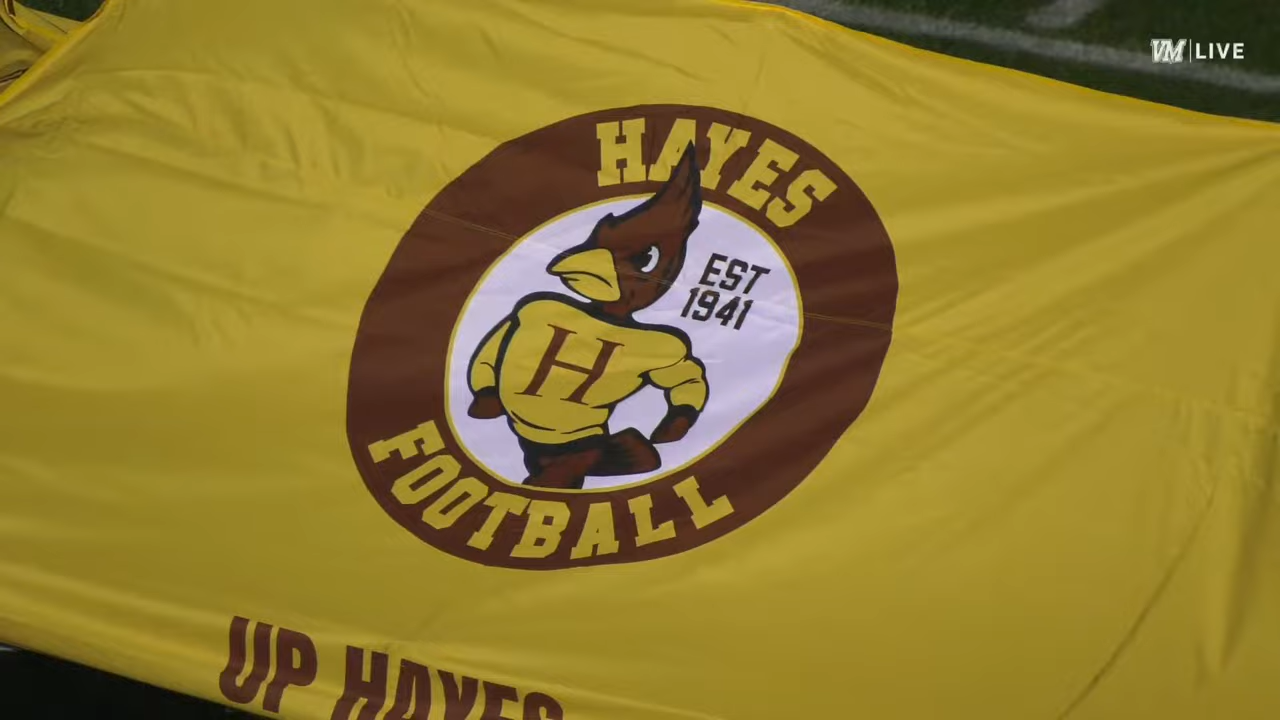 VM LIVE
HAYES
EST
1941
H
FOOTBALL
UP HAYES